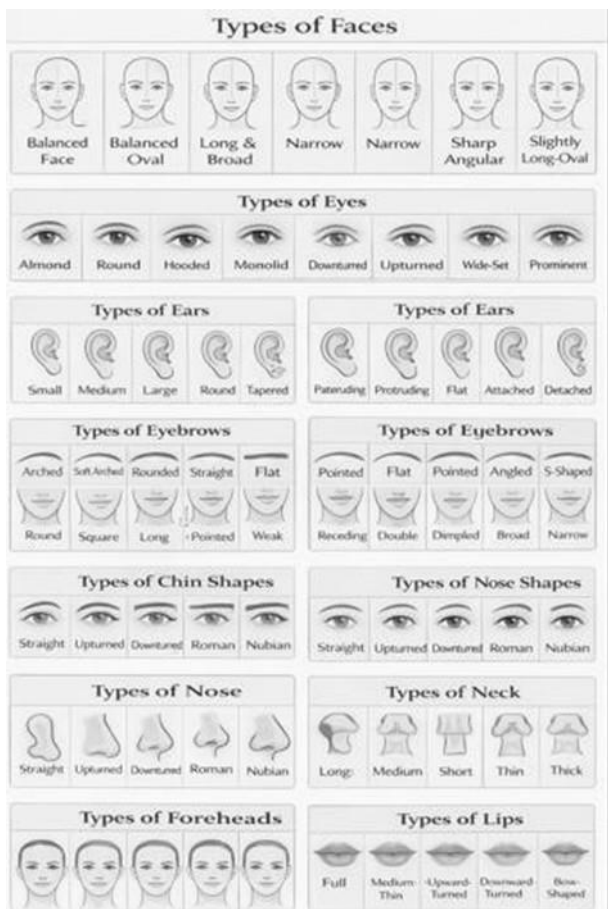 Types of Faces
Balanced Face
Balanced Oval
Long & Broad
Narrow
Narrow
Sharp Angular
Slightly Long-Oval
Types of Eyes
Almond Round Hooded Monolid Downturred Upturned Wide-Set Prominent
Types of Ears
Small Medium Large Round Tapered
Types of Ears
Pateruding Protruding Flat Attached Detached
Types of Eyebrows
Arched Soft Arched Rounded Straight Flat
Round Square Long Pointed Weak
Types of Eyebrows
Pointed Flat Pointed Angled S-Shaped
Receding Double Dimpled Broad Narrow
Types of Chin Shapes
Straight Upturned Downtured Roman Nubian
Types of Nose Shapes
Straight Upturned Downtured Roman Nubian
Types of Nose
Straight Upturned Downtured Roman Nubian
Types of Neck
Long: Medium Short Thin Thick
Types of Foreheads
Types of Lips
Full
Medium-Thin
-Upward-Turned
Downward-Turned
Bow-Shaped